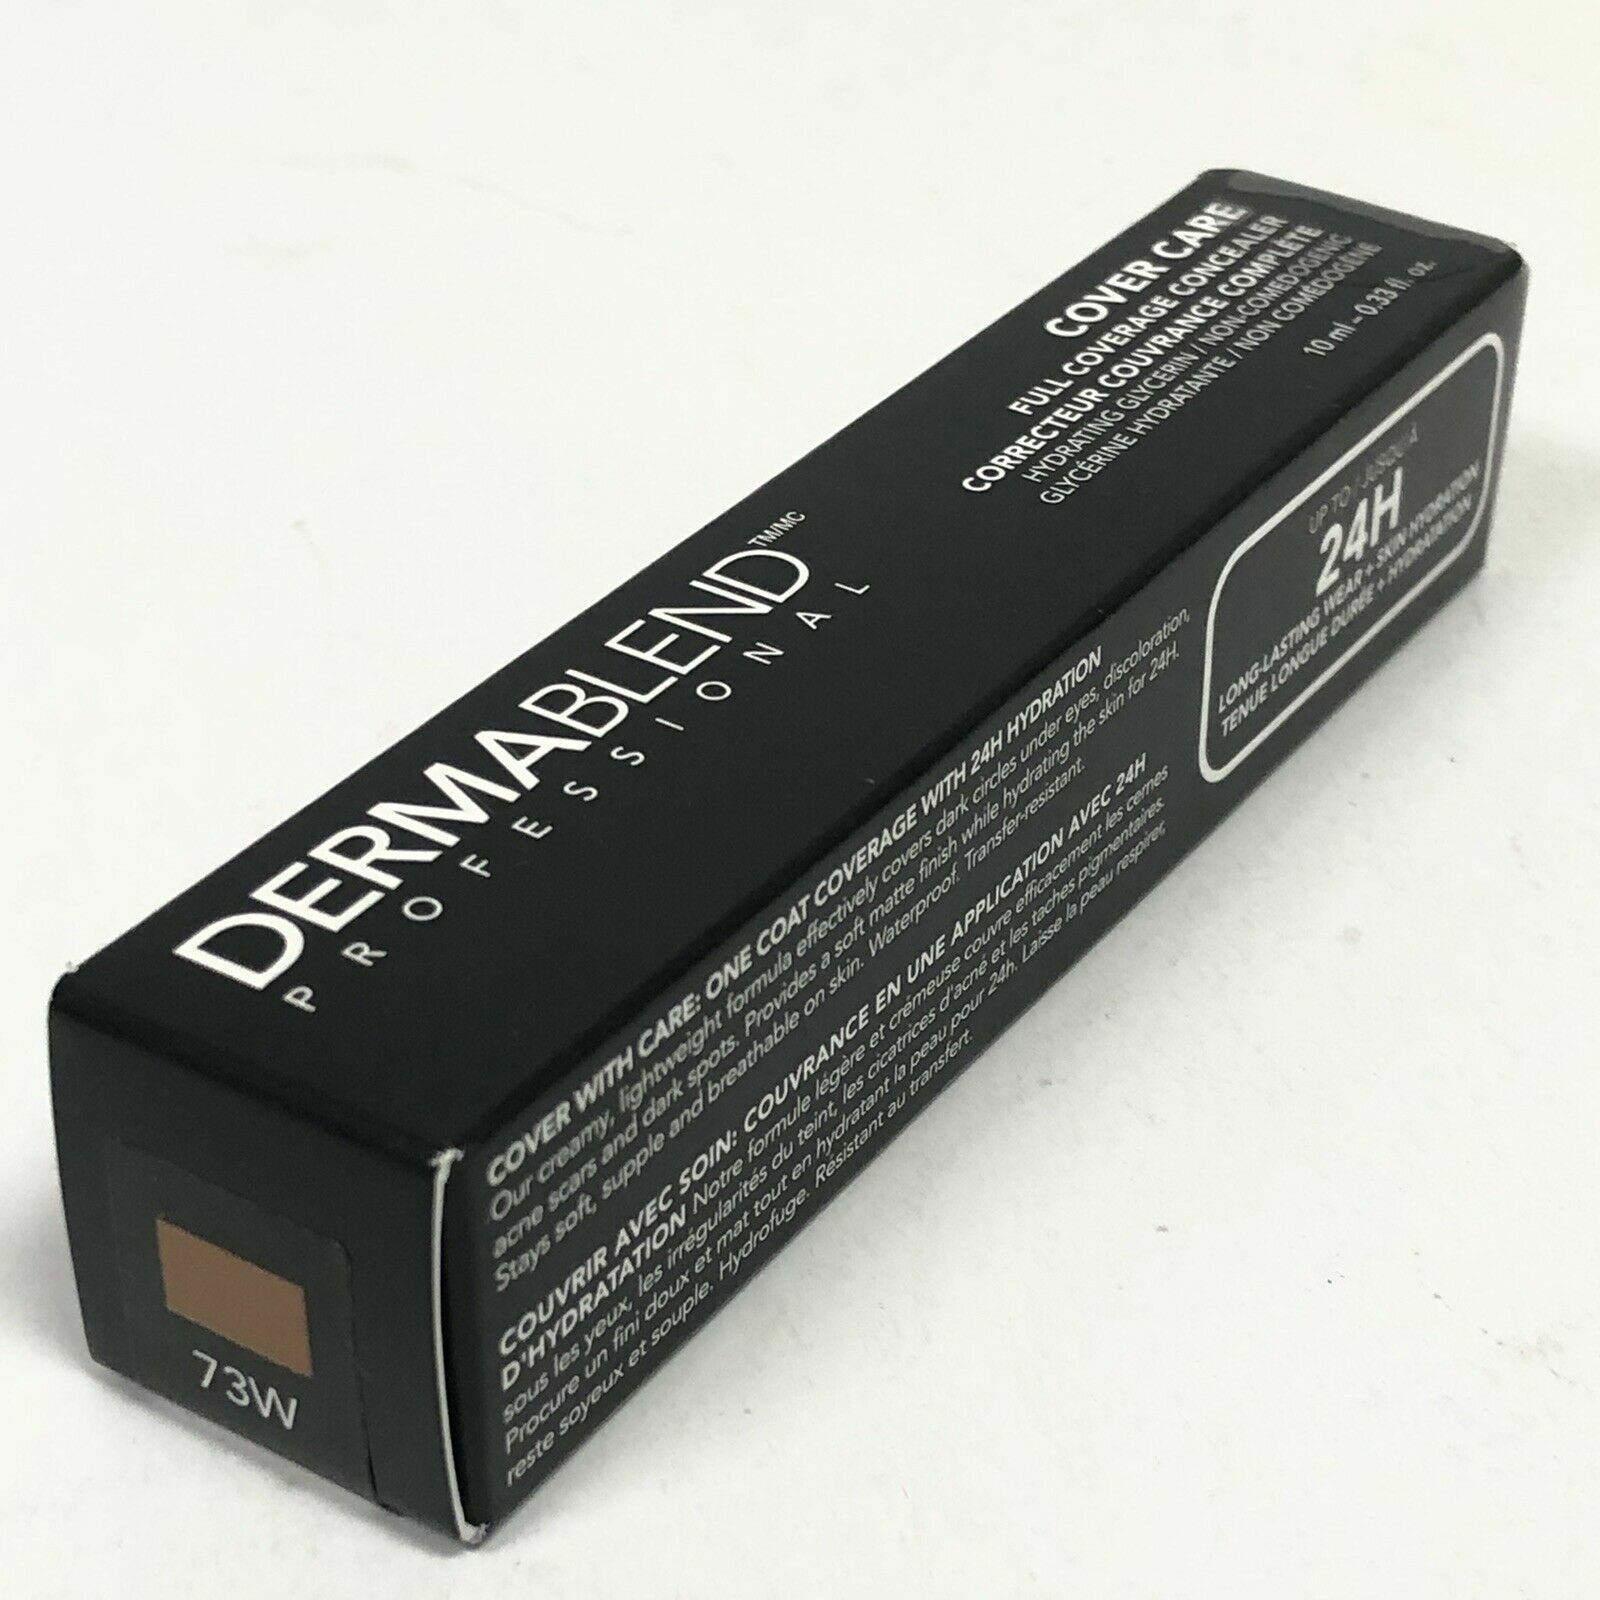 DERMABLEND™/MC
PROFESSIONAL
COVER CARE
FULL COVERAGE CONCEALER
CORRECTEUR COUVRANCE COMPLÈTE
HYDRATING GLYCERIN / NON-COMEDOGENIC
GLYCÉRINE HYDRATANTE / NON COMÉDOGÈNE
10 ml - 0.33 fl. oz.
COVER WITH CARE: ONE COAT COVERAGE WITH 24H HYDRATION
Our creamy, lightweight formula effectively covers dark circles under eyes, discoloration,
acne scars and dark spots. Provides a soft matte finish while hydrating the skin for 24H.
Stays soft, supple and breathable on skin. Waterproof. Transfer-resistant.
COUVRIR AVEC SOIN: COUVRANCE EN UNE APPLICATION AVEC 24H
D'HYDRATATION Notre formule légère et crémeuse couvre efficacement les cernes
sous les yeux, les irrégularités du teint, les cicatrices d'acné et les taches pigmentaires.
Procure un fini doux et mat tout en hydratant la peau pour 24h. Laisse la peau respirer,
reste soyeux et souple. Hydrofuge. Résistant au transfert.
UP TO / JUSQU'À
24H
LONG-LASTING WEAR + SKIN HYDRATION
TENUE LONGUE DURÉE + HYDRATATION
73W